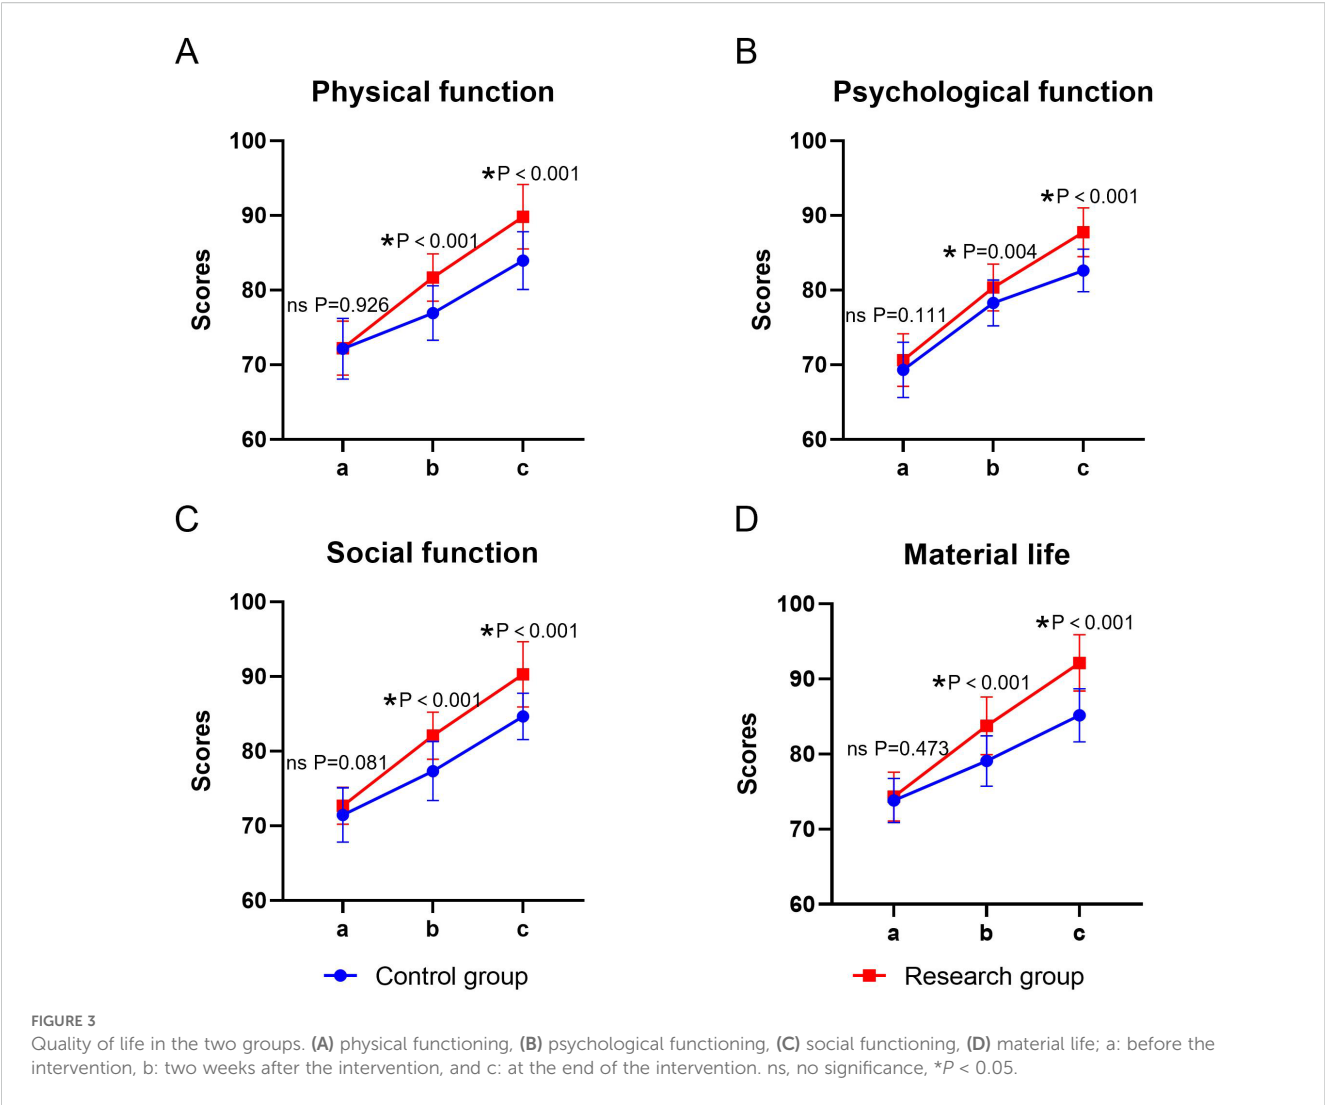 A
Physical function
100
90
80
70
60
Scores
ns P=0.926
*P < 0.001
*P < 0.001
a b c
B
Psychological function
100
90
80
70
60
Scores
ns P=0.111
* P=0.004
*P < 0.001
a b c
C
Social function
100
90
80
70
60
Scores
ns P=0.081
*P < 0.001
*P < 0.001
a b c
D
Material life
100
90
80
70
60
Scores
ns P=0.473
*P < 0.001
*P < 0.001
a b c
Control group
Research group
FIGURE 3
Quality of life in the two groups. (A) physical functioning, (B) psychological functioning, (C) social functioning, (D) material life; a: before the
intervention, b: two weeks after the intervention, and c: at the end of the intervention. ns, no significance, *P < 0.05.